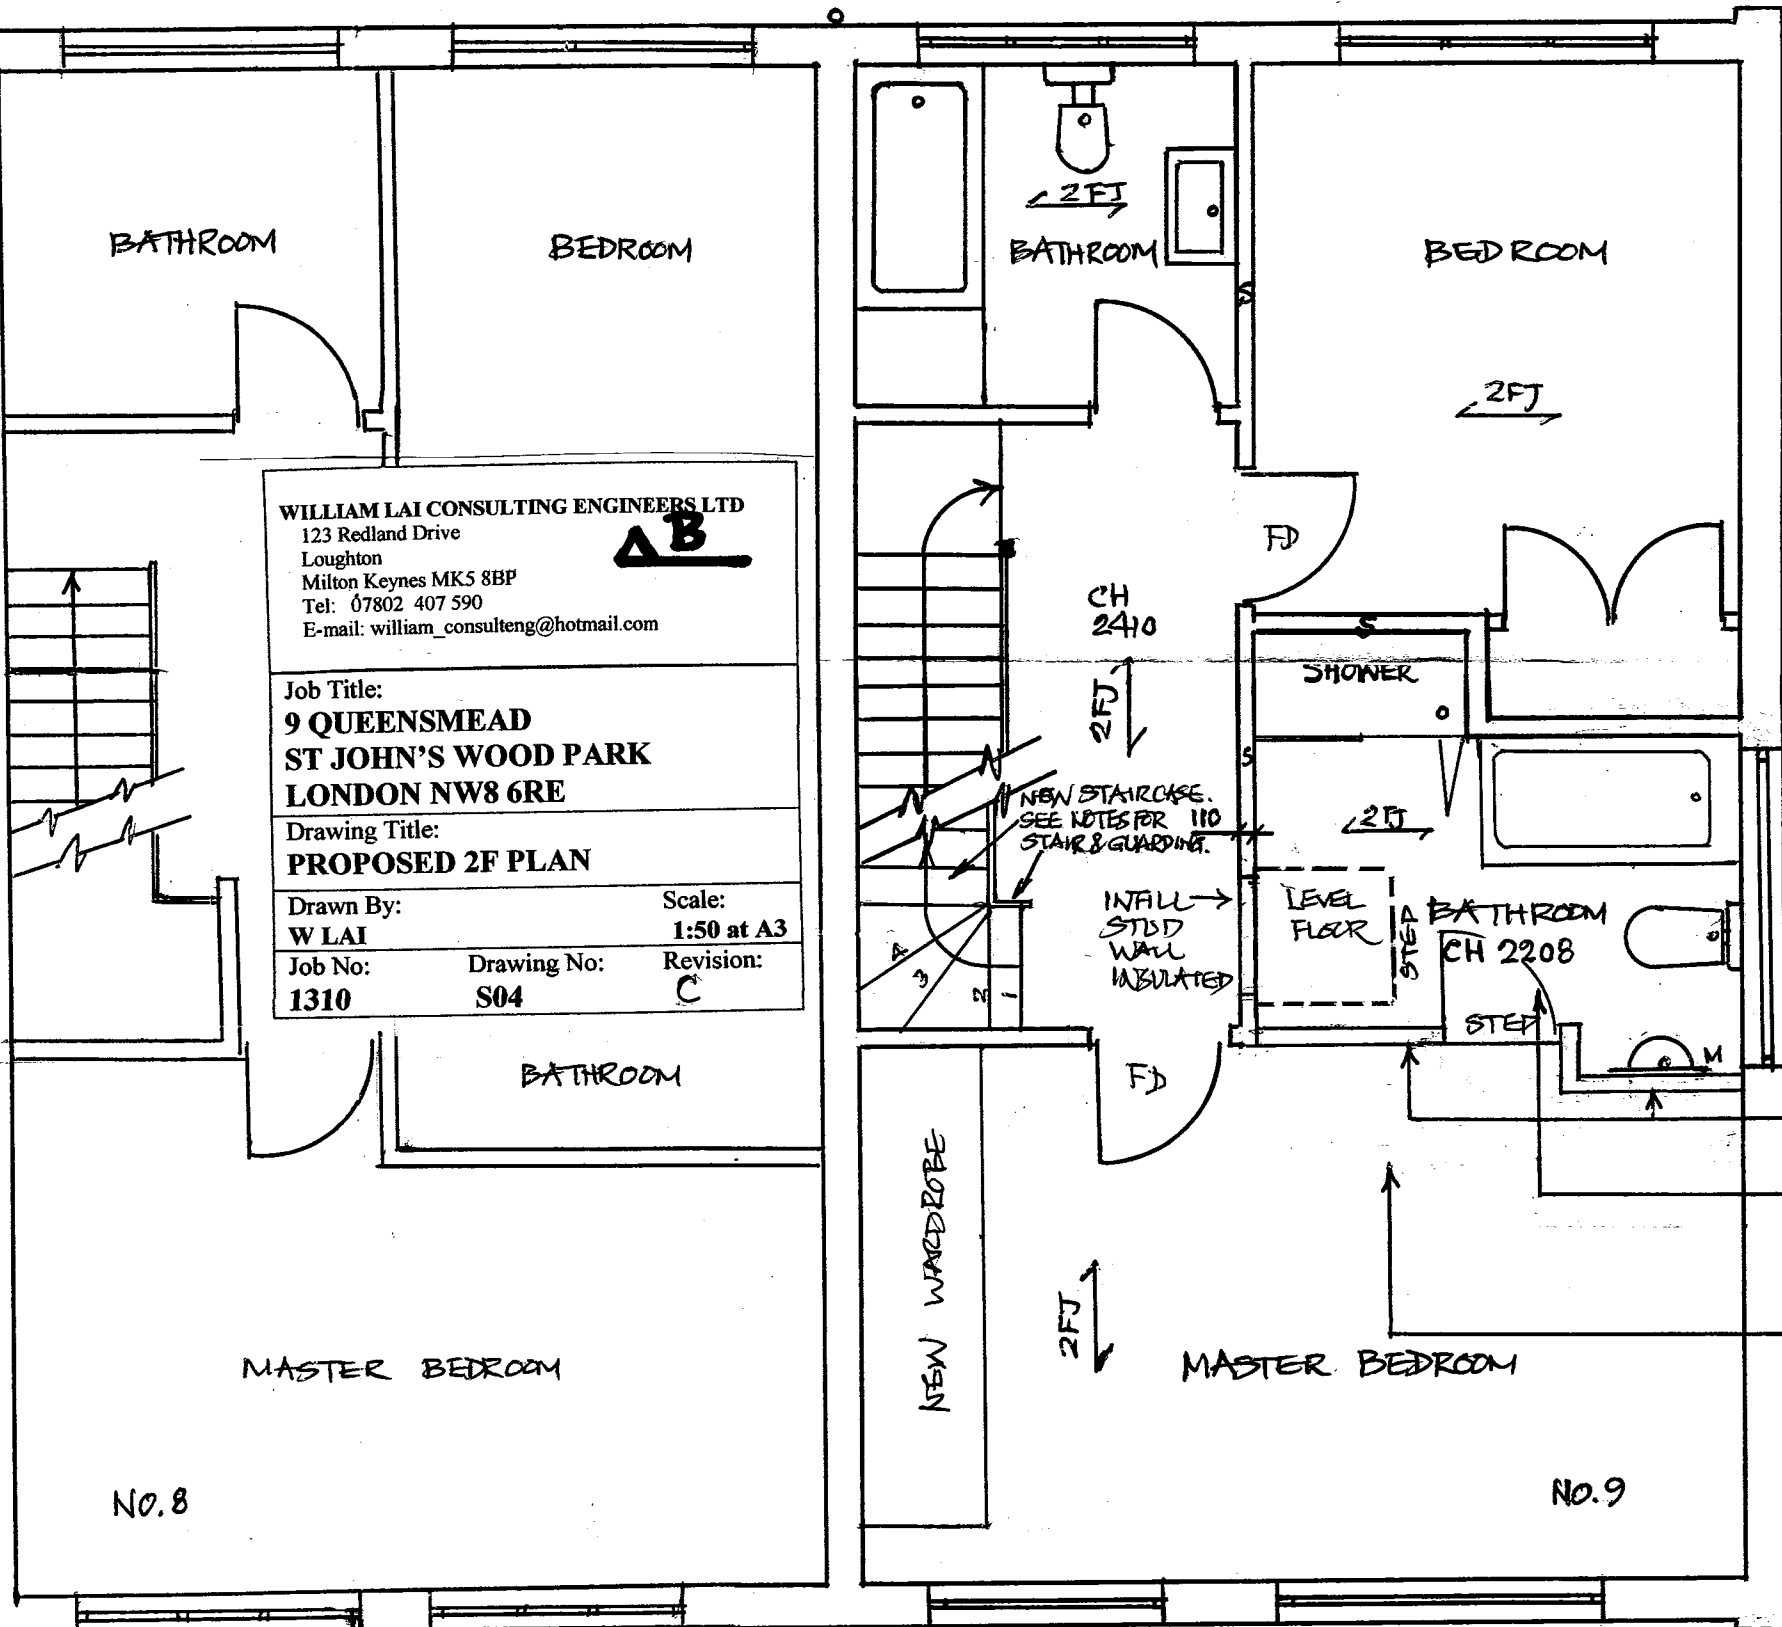 BATHROOM
BEDROOM
2FJ
BATHROOM
BEDROOM
S
2FJ
WILLIAM LAI CONSULTING ENGINEERS LTD
123 Redland Drive
Loughton
Milton Keynes MK5 8BP
Tel: 07802 407 590
E-mail: william_consulteng@hotmail.com
B
Job Title:
9 QUEENSMEAD
ST JOHN'S WOOD PARK
LONDON NW8 6RE
Drawing Title:
PROPOSED 2F PLAN
Drawn By:
W LAI
Scale:
1:50 at A3
Job No:
1310
Drawing No:
S04
Revision:
C
FD
CH
2410
2FJ
S
SHOWER
S
NEW STAIRCASE.
SEE NOTES FOR
STAIR & GUARDING.
110
2FJ
INFILL
STUD
WALL
INSULATED
LEVEL
FLOOR
STEP
BATHROOM
CH 2208
STEP
M
4
3
2
1
FD
BATHROOM
NEW WARDROBE
2FJ
MASTER BEDROOM
MASTER BEDROOM
NO.8
NO.9